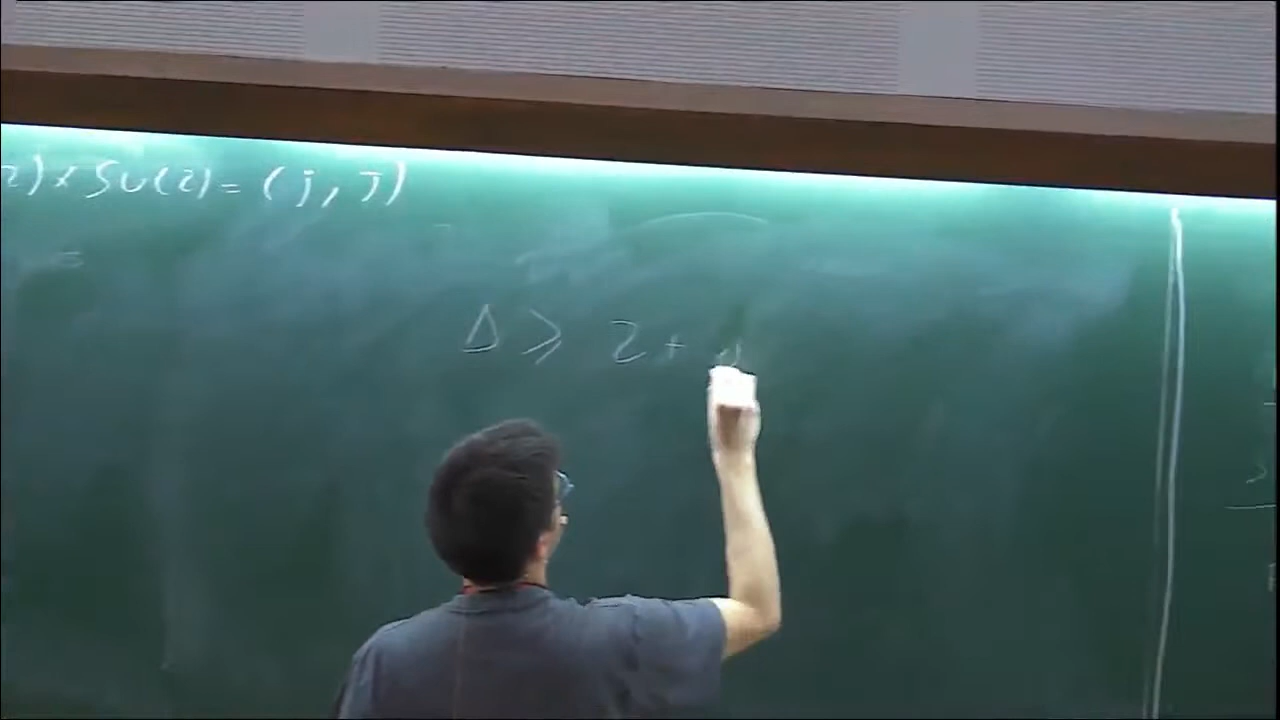 2) × SU(2) = (j, J)
=
Δ ⩾ 2 +